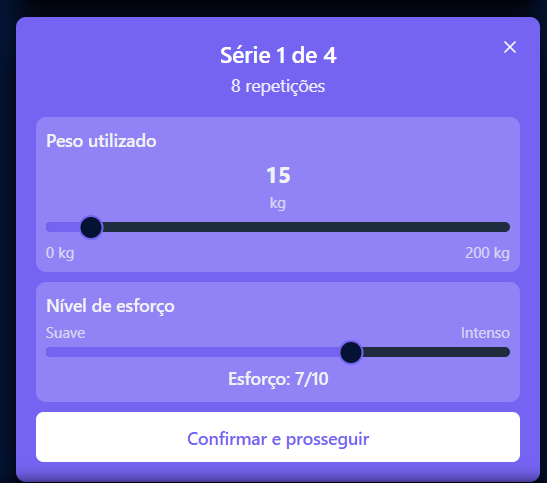 Série 1 de 4
8 repetições
Peso utilizado
15
kg
0 kg 200 kg
Nível de esforço
Suave Intenso
Esforço: 7/10
Confirmar e prosseguir